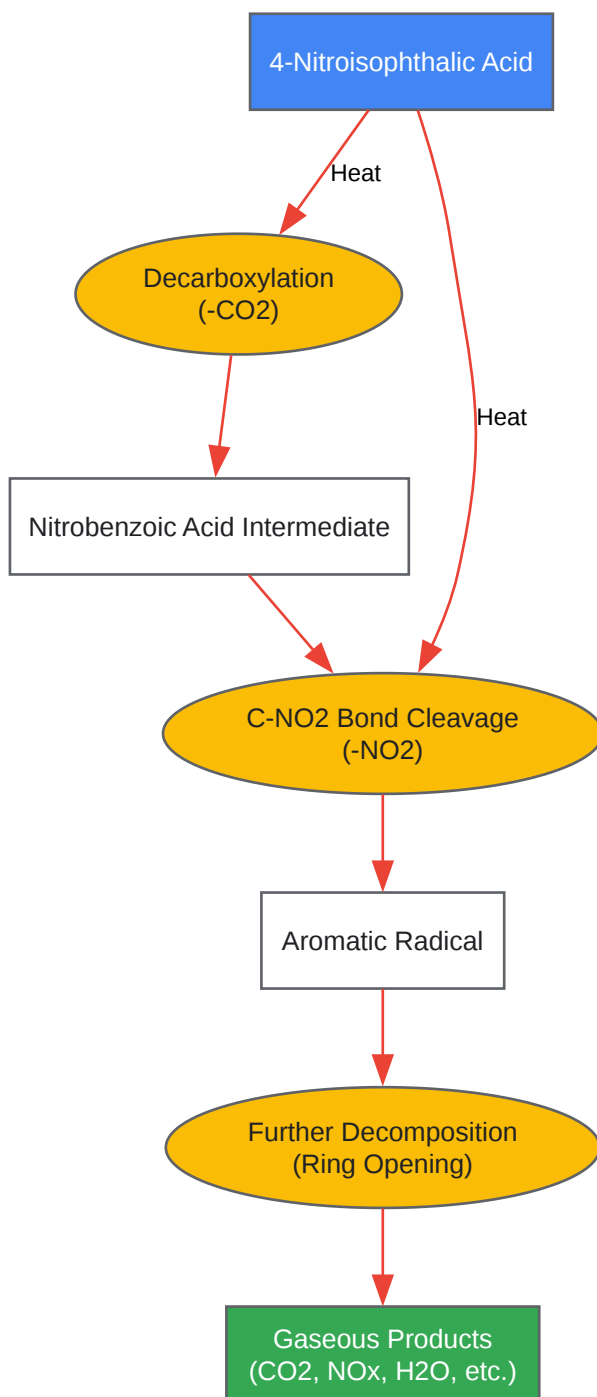 4-Nitroisophthalic Acid
Heat
Decarboxylation
(-CO2)
Heat
Nitrobenzoic Acid Intermediate
C-NO2 Bond Cleavage
(-NO2)
Aromatic Radical
Further Decomposition
(Ring Opening)
Gaseous Products
(CO2, NOx, H2O, etc.)